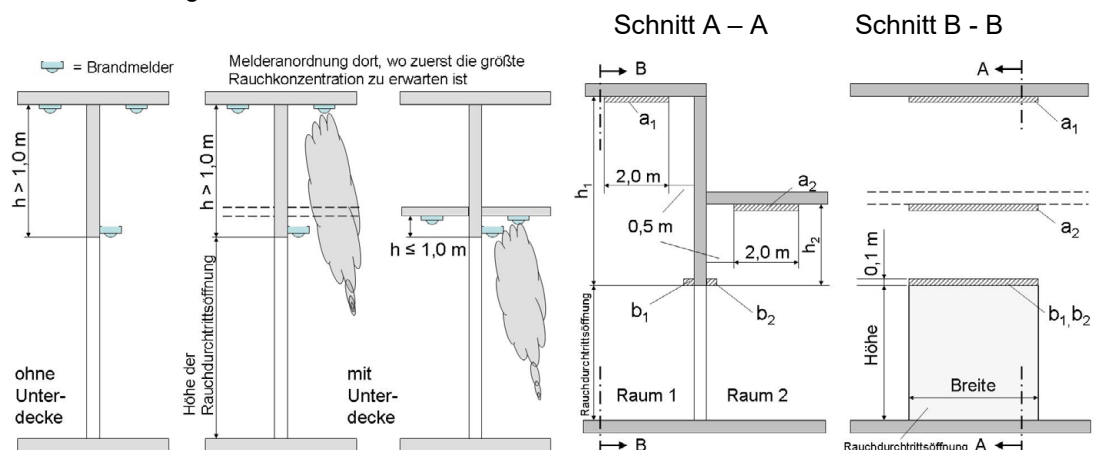 Schnitt A – A
Schnitt B - B
= Brandmelder
Melderanordnung dort, wo zuerst die größte
Rauchkonzentration zu erwarten ist
h > 1,0 m
h > 1,0 m
h ≤ 1,0 m
Höhe der
Rauchdurchtrittsöffnung
ohne
Unter-
decke
mit
Unter-
decke
B
a₁
2,0 m
h₁
0,5 m
a₂
2,0 m
h₂
b₁
b₂
Rauchdurchtrittsöffnung
Raum 1
Raum 2
B
A
a₁
a₂
0,1 m
b₁,b₂
Höhe
Breite
Rauchdurchtrittsöffnung
A